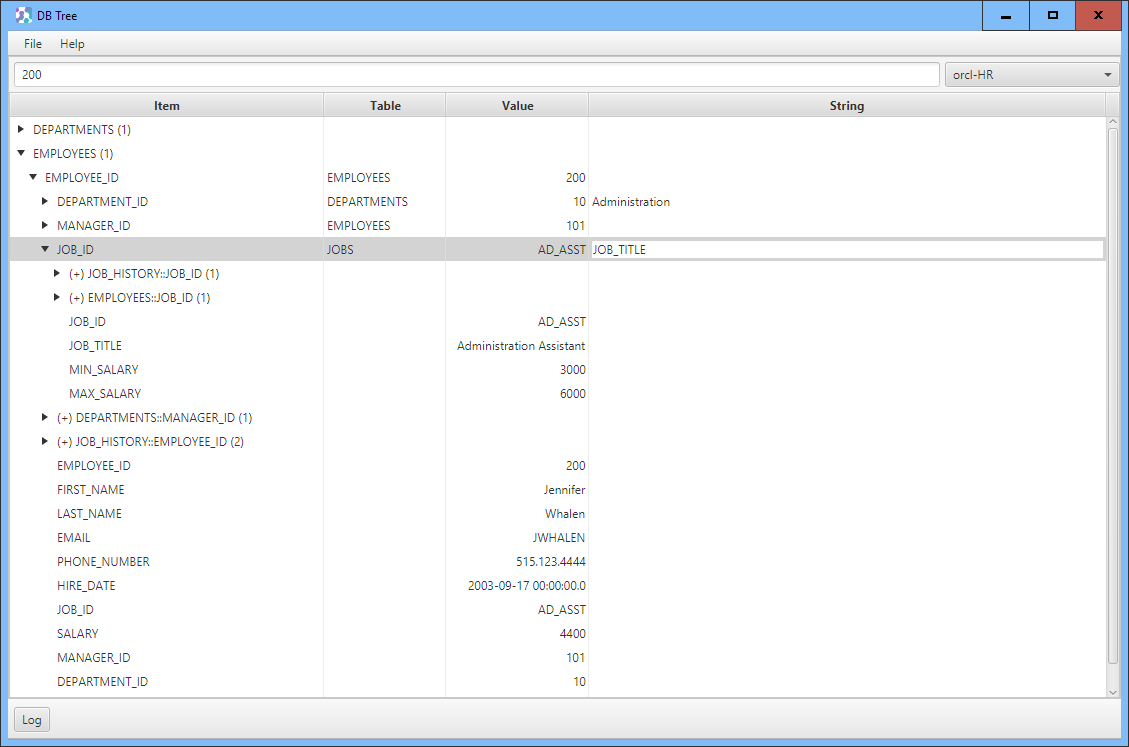 DB Tree
File Help
200 orcl-HR
Item Table Value String
DEPARTMENTS (1)
EMPLOYEES (1)
EMPLOYEE_ID EMPLOYEES 200
DEPARTMENT_ID DEPARTMENTS 10 Administration
MANAGER_ID EMPLOYEES 101
JOB_ID JOBS AD_ASST JOB_TITLE
(+) JOB_HISTORY::JOB_ID (1)
(+) EMPLOYEES::JOB_ID (1)
JOB_ID AD_ASST
JOB_TITLE Administration Assistant
MIN_SALARY 3000
MAX_SALARY 6000
(+) DEPARTMENTS::MANAGER_ID (1)
(+) JOB_HISTORY::EMPLOYEE_ID (2)
EMPLOYEE_ID 200
FIRST_NAME Jennifer
LAST_NAME Whalen
EMAIL JWHALEN
PHONE_NUMBER 515.123.4444
HIRE_DATE 2003-09-17 00:00:00.0
JOB_ID AD_ASST
SALARY 4400
MANAGER_ID 101
DEPARTMENT_ID 10
Log